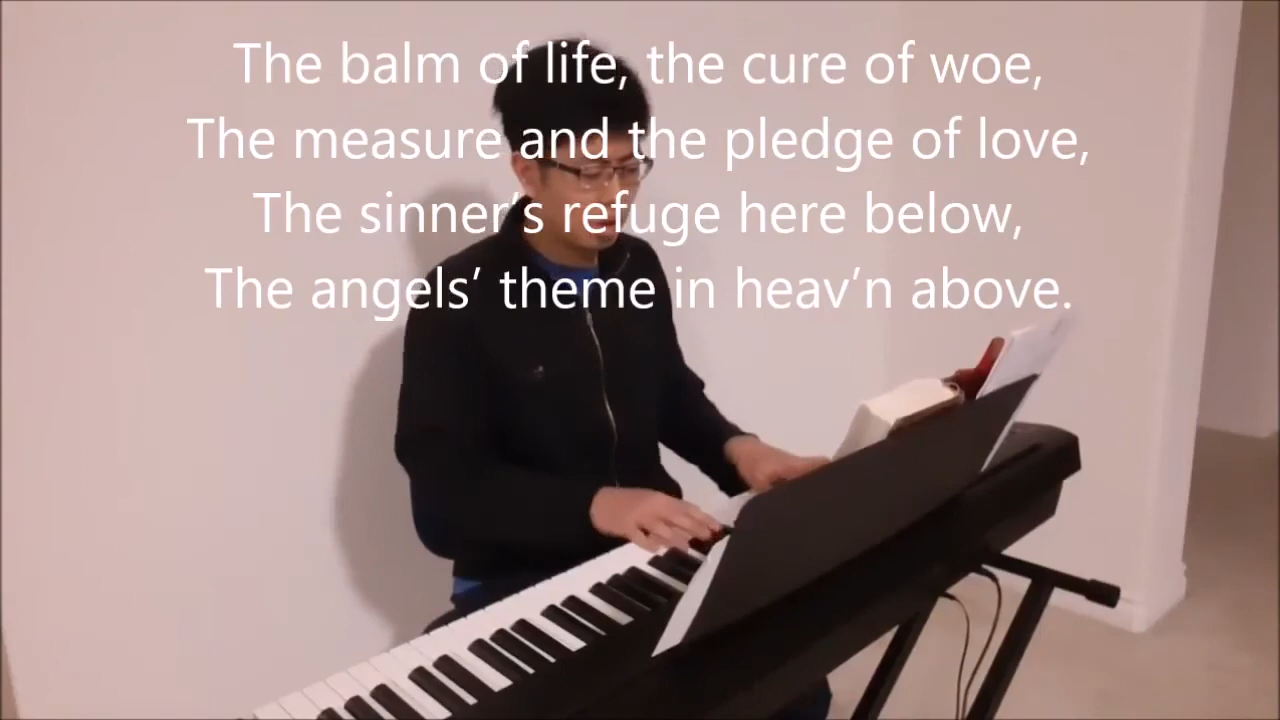 The balm of life, the cure of woe,
The measure and the pledge of love,
The sinner’s refuge here below,
The angels’ theme in heav’n above.